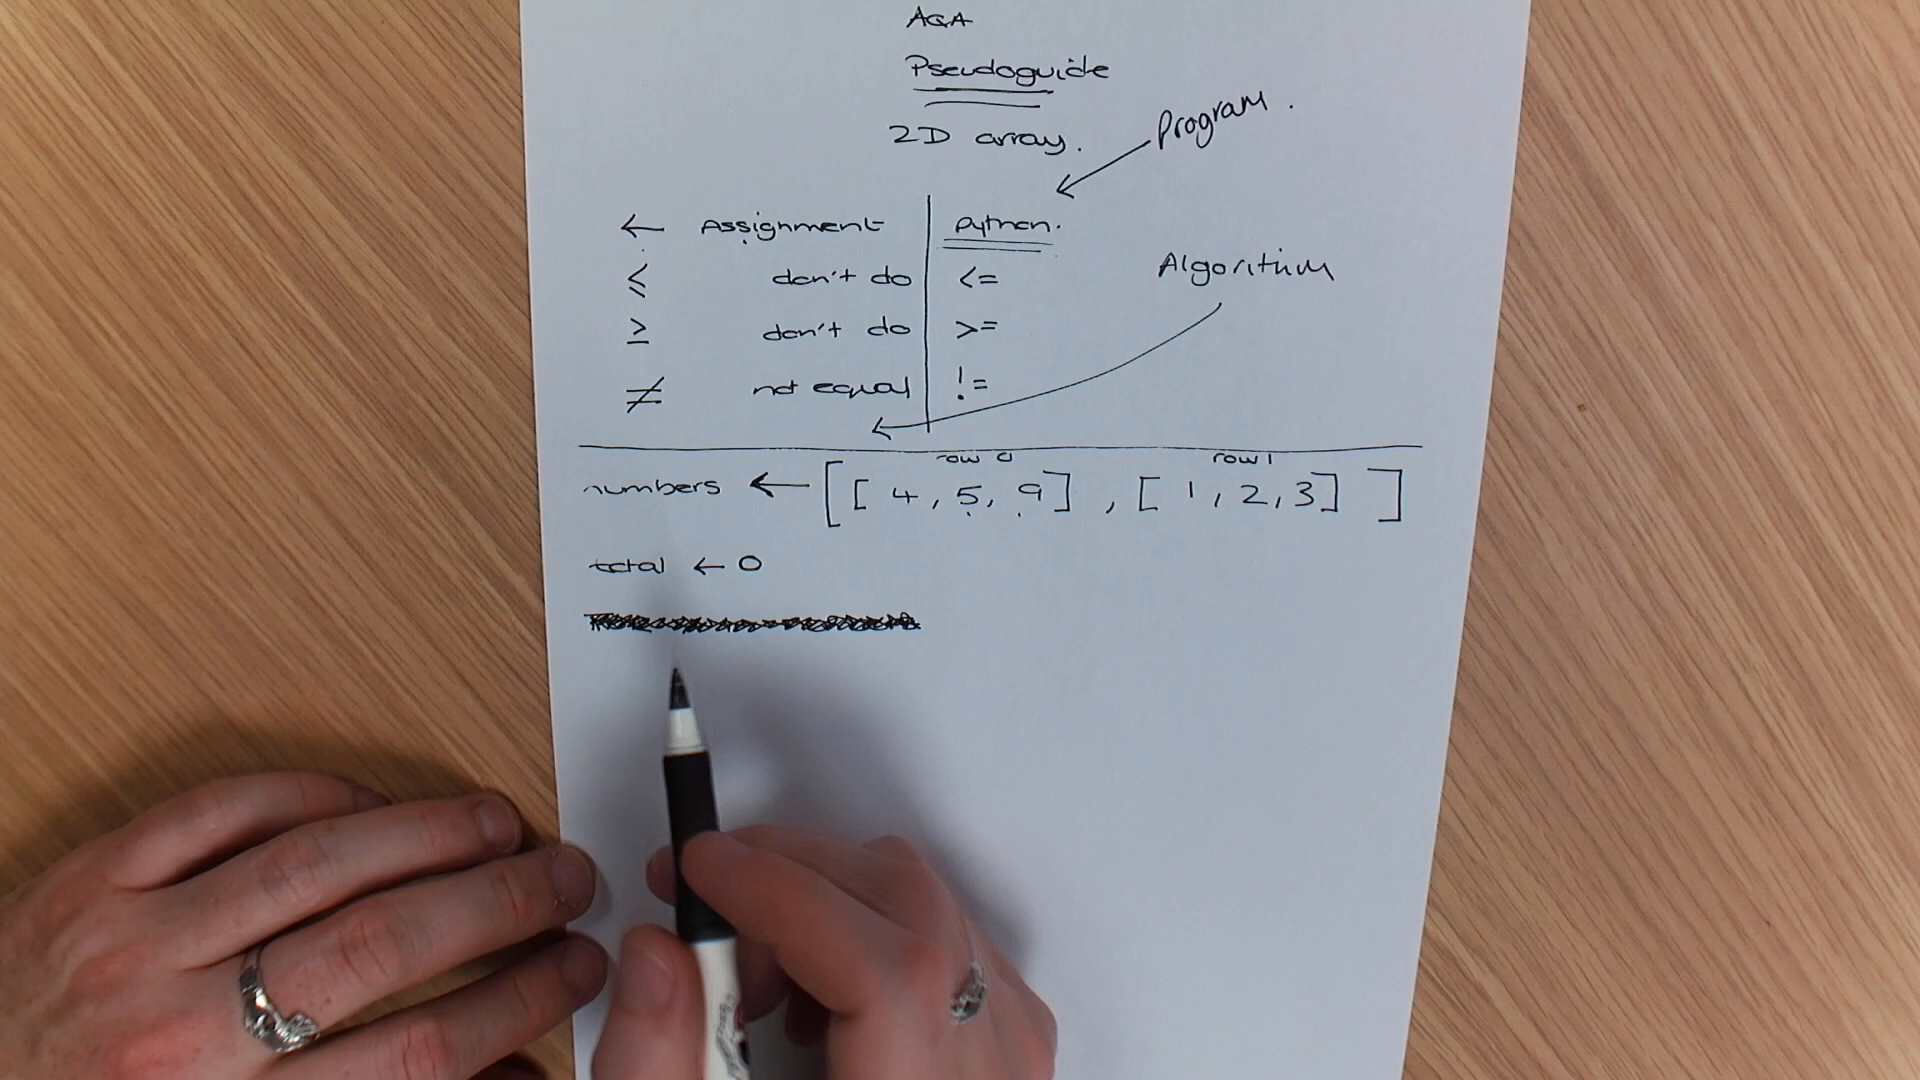 AQA
Pseudoguide
2D array.
Program.
← Assignment python.
≤ don't do <=
Algorithm
≥ don't do >=
≠ not equal !=
row 0 row 1
numbers ← [[ 4, 5, 9] , [ 1, 2, 3] ]
total ← 0